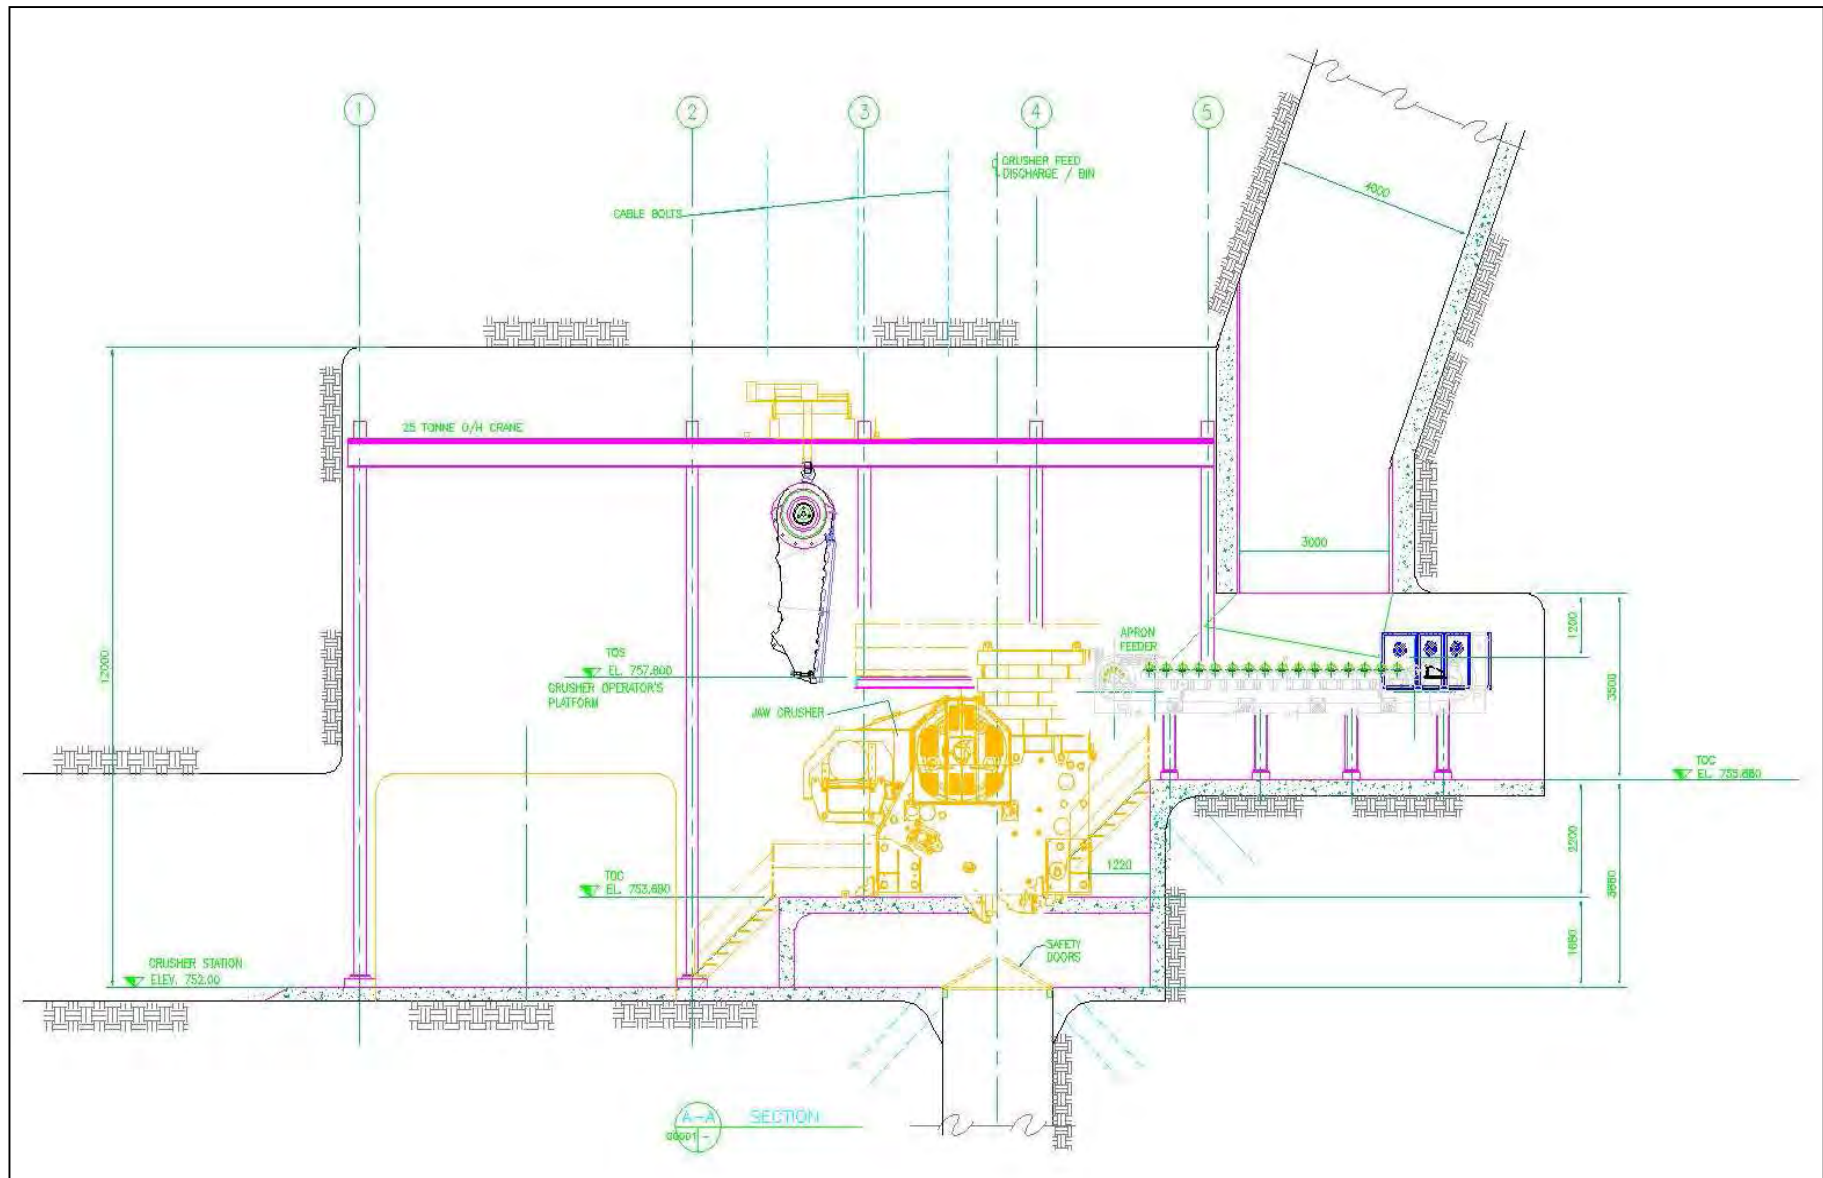 1
2
3
4
5
CRUSHER FEED
DISCHARGE / BIN
CABLE BOLTS
4000
25 TONNE O/H CRANE
3000
12000
1200
3500
APRON
FEEDER
TOS
EL. 757.800
CRUSHER OPERATOR'S
PLATFORM
JAW CRUSHER
TOC
EL. 755.880
2200
1220
TOC
EL. 753.680
3880
1680
SAFETY
DOORS
CRUSHER STATION
ELEV. 752.00
A-A
SECTION
00001
-